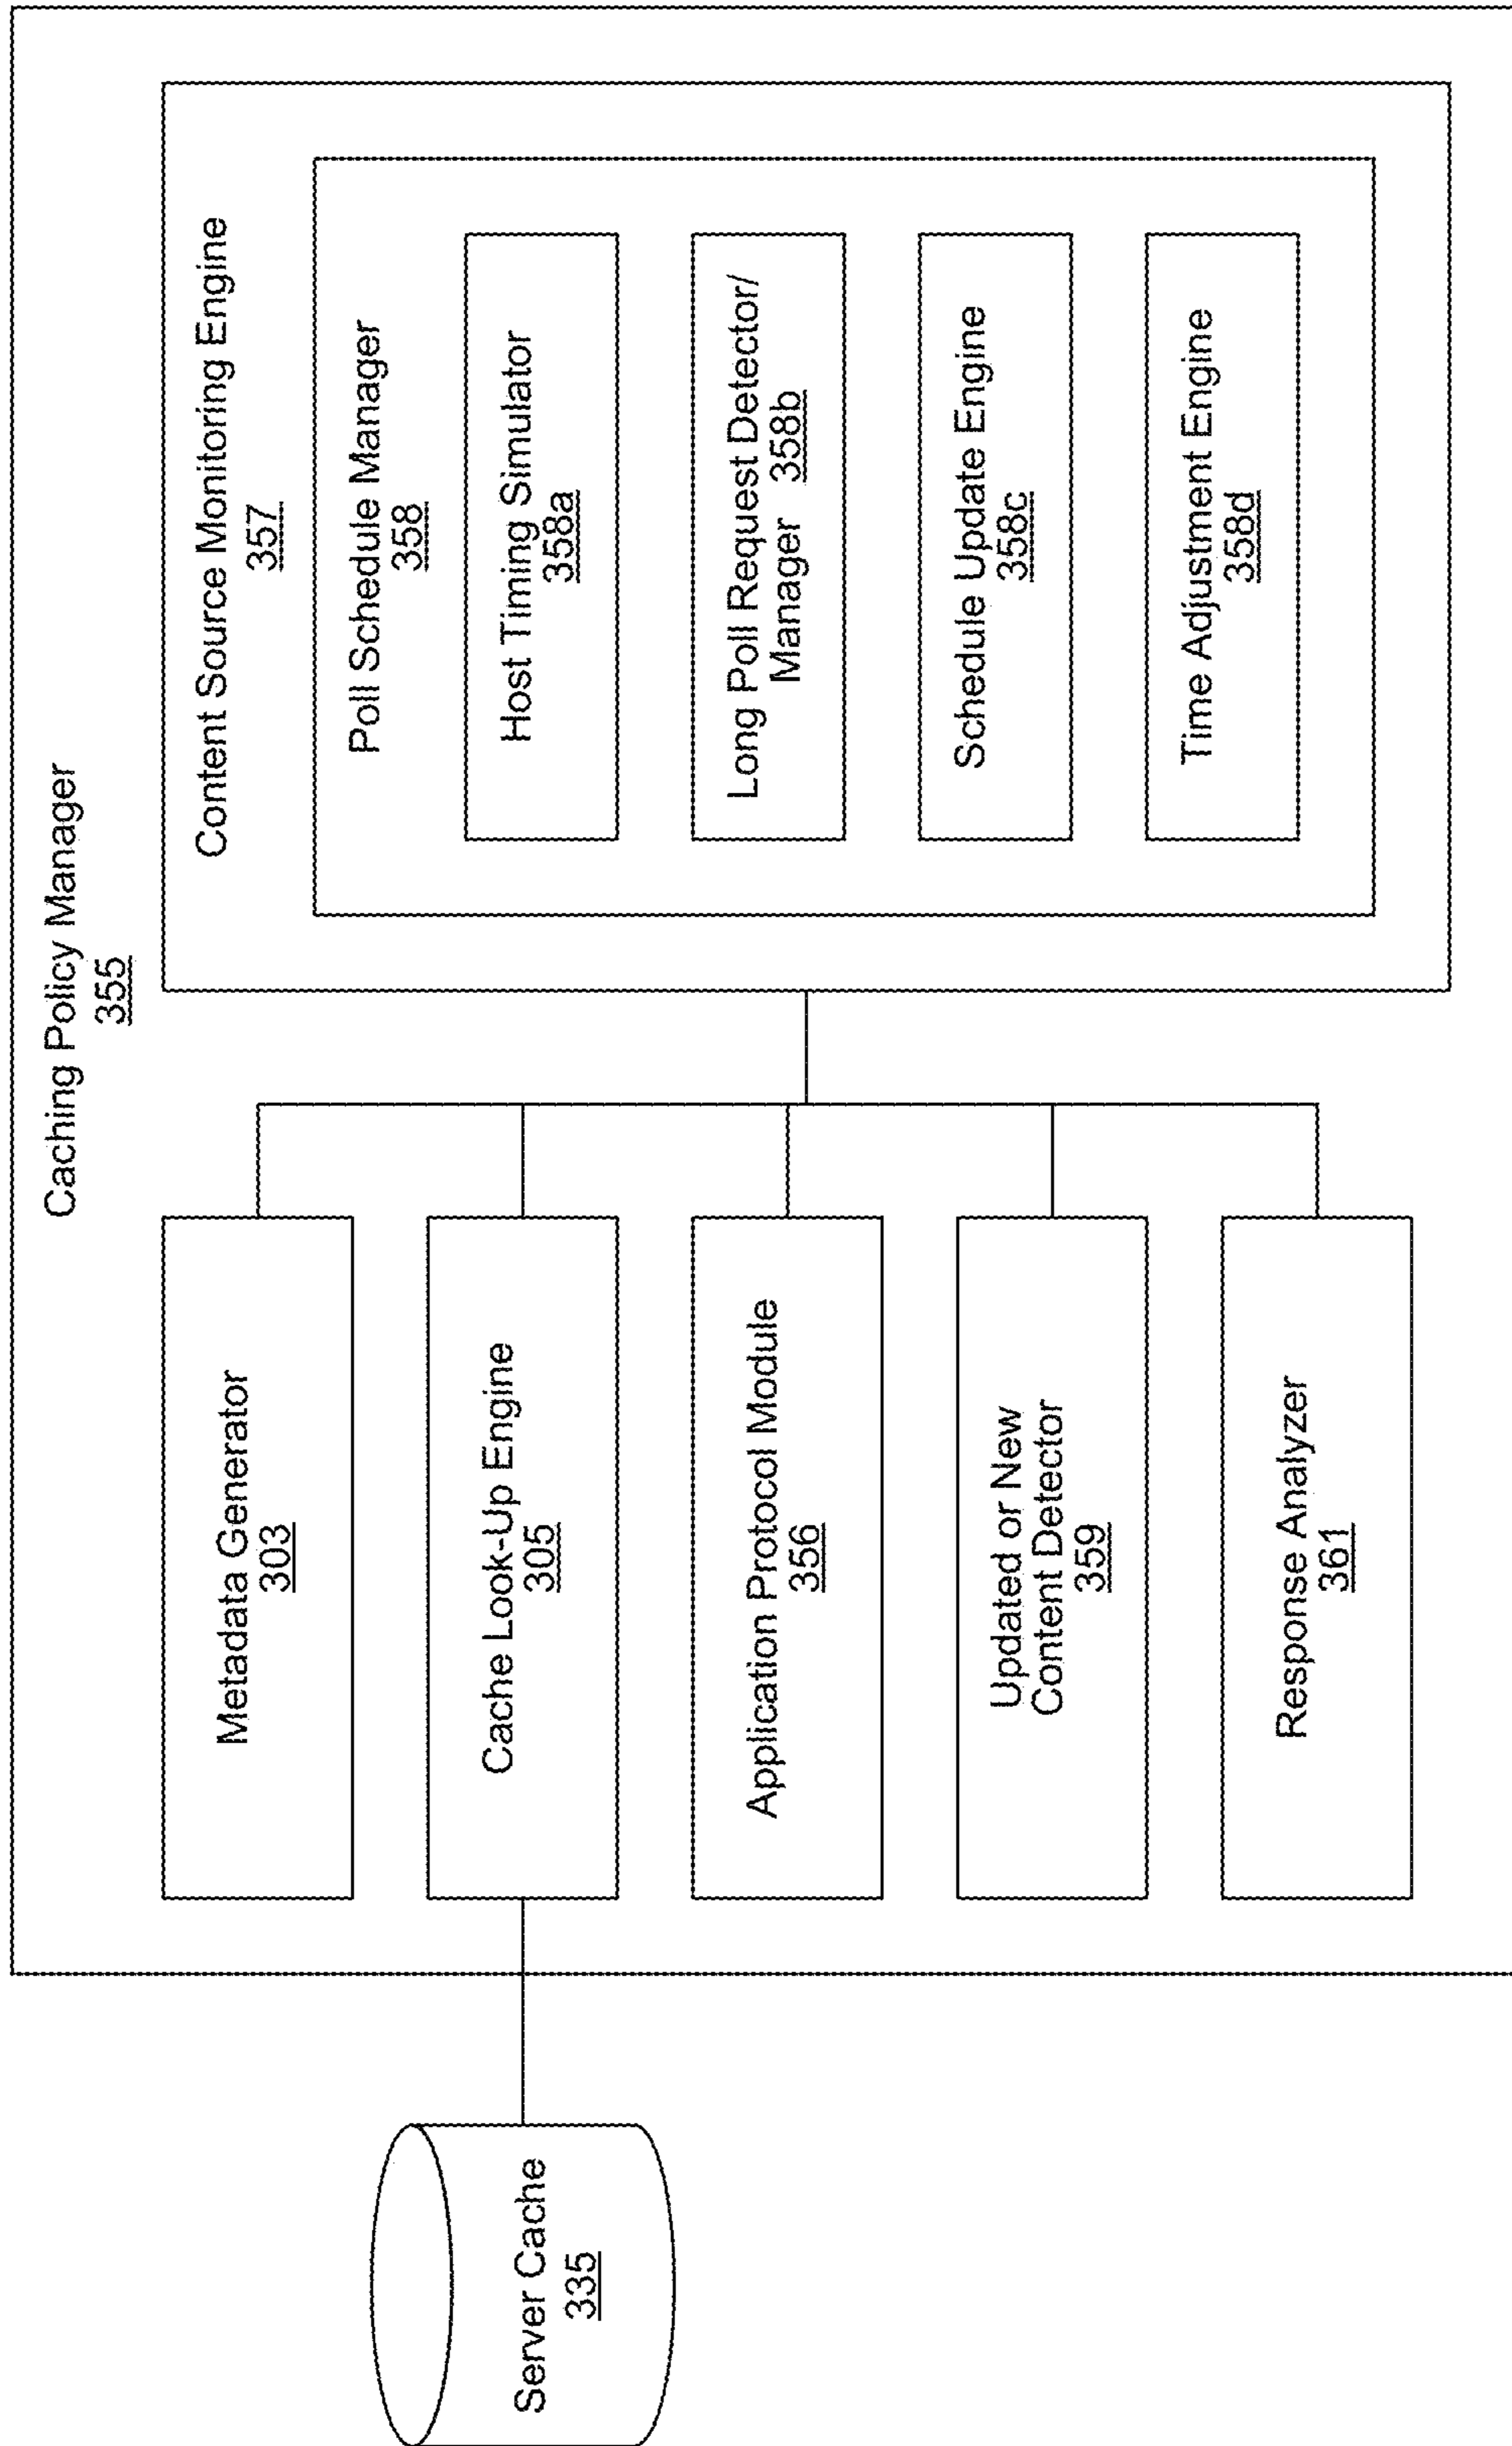 Caching Policy Manager
355
Server Cache
335
Metadata Generator
303
Cache Look-Up Engine
305
Application Protocol Module
356
Updated or New
Content Detector
359
Response Analyzer
361
Content Source Monitoring Engine
357
Poll Schedule Manager
358
Host Timing Simulator
358a
Long Poll Request Detector/
Manager 358b
Schedule Update Engine
358c
Time Adjustment Engine
358d